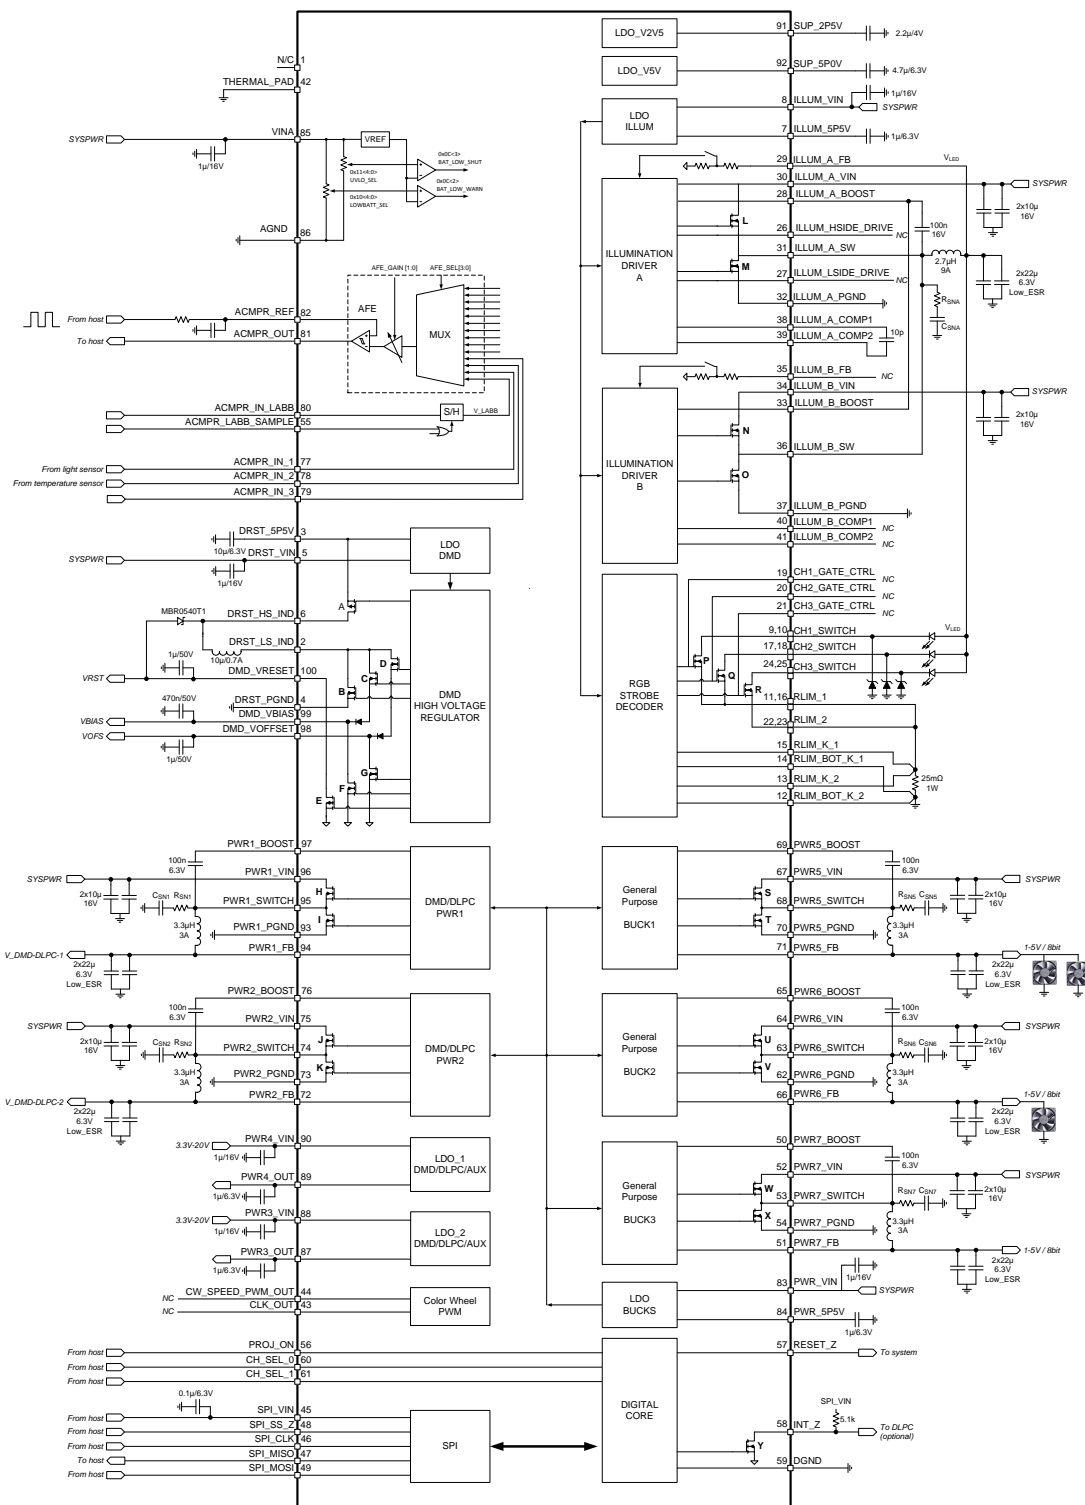 N/C 1
THERMAL_PAD 42
SYSPWR VINA 85
1µ/16V
VREF
0x0C<3>
BAT_LOW_SHUT
0x11<4:0>
UVLO_SEL
0x0C<2>
BAT_LOW_WARN
0x10<4:0>
LOWBATT_SEL
AGND 86
AFE_GAIN [1:0] AFE_SEL[3:0]
AFE
MUX
From host ACMPR_REF 82
To host ACMPR_OUT 81
ACMPR_IN_LABB 80
S/H V_LABB
ACMPR_LABB_SAMPLE 55
From light sensor ACMPR_IN_1 77
From temperature sensor ACMPR_IN_2 78
ACMPR_IN_3 79
DRST_5P5V 3
10µ/6.3V
SYSPWR DRST_VIN 5
1µ/16V
LDO
DMD
MBR0540T1
DRST_HS_IND 6
A
DRST_LS_IND 2
10µ/0.7A
1µ/50V
VRST DMD_VRESET 100
D
C
B
DRST_PGND 4
470n/50V
VBIAS DMD_VBIAS 99
VOFS DMD_VOFFSET 98
1µ/50V
G
F
E
DMD
HIGH VOLTAGE
REGULATOR
PWR1_BOOST 97
100n
6.3V
SYSPWR PWR1_VIN 96
2x10µ
16V
CSN1 RSN1
H
PWR1_SWITCH 95
I
3.3µH
3A
PWR1_PGND 93
V_DMD-DLPC-1 PWR1_FB 94
2x22µ
6.3V
Low_ESR
DMD/DLPC
PWR1
PWR2_BOOST 76
100n
6.3V
SYSPWR PWR2_VIN 75
2x10µ
16V
CSN2 RSN2
J
PWR2_SWITCH 74
K
3.3µH
3A
PWR2_PGND 73
V_DMD-DLPC-2 PWR2_FB 72
2x22µ
6.3V
Low_ESR
DMD/DLPC
PWR2
3.3V-20V PWR4_VIN 90
1µ/16V
PWR4_OUT 89
1µ/6.3V
LDO_1
DMD/DLPC/AUX
3.3V-20V PWR3_VIN 88
1µ/16V
PWR3_OUT 87
1µ/6.3V
LDO_2
DMD/DLPC/AUX
NC CW_SPEED_PWM_OUT 44
NC CLK_OUT 43
Color Wheel
PWM
From host PROJ_ON 56
From host CH_SEL_0 60
From host CH_SEL_1 61
0.1µ/6.3V
From host SPI_VIN 45
From host SPI_SS_Z 48
From host SPI_CLK 46
To host SPI_MISO 47
From host SPI_MOSI 49
SPI
LDO_V2V5
91 SUP_2P5V
2.2µ/4V
LDO_V5V
92 SUP_5P0V
4.7µ/6.3V
LDO
ILLUM
1µ/16V
8 ILLUM_VIN SYSPWR
7 ILLUM_5P5V
1µ/6.3V
29 ILLUM_A_FB VLED
30 ILLUM_A_VIN SYSPWR
28 ILLUM_A_BOOST
2x10µ
16V
L
100n
16V
26 ILLUM_HSIDE_DRIVE NC
31 ILLUM_A_SW
2.7µH
9A
M
27 ILLUM_LSIDE_DRIVE NC
2x22µ
6.3V
Low_ESR
32 ILLUM_A_PGND
RSNA
CSNA
38 ILLUM_A_COMP1
10p
39 ILLUM_A_COMP2
ILLUMINATION
DRIVER
A
35 ILLUM_B_FB NC
34 ILLUM_B_VIN SYSPWR
33 ILLUM_B_BOOST
2x10µ
16V
N
36 ILLUM_B_SW
O
37 ILLUM_B_PGND
40 ILLUM_B_COMP1 NC
41 ILLUM_B_COMP2 NC
ILLUMINATION
DRIVER
B
19 CH1_GATE_CTRL NC
20 CH2_GATE_CTRL NC
21 CH3_GATE_CTRL NC
9,10 CH1_SWITCH VLED
17,18 CH2_SWITCH
P
24,25 CH3_SWITCH
Q
R
11,16 RLIM_1
22,23 RLIM_2
15 RLIM_K_1
14 RLIM_BOT_K_1
13 RLIM_K_2
12 RLIM_BOT_K_2
25mΩ
1W
RGB
STROBE
DECODER
69 PWR5_BOOST
100n
6.3V
67 PWR5_VIN SYSPWR
2x10µ
16V
S
68 PWR5_SWITCH
RSN5 CSN5
T
70 PWR5_PGND
3.3µH
3A
71 PWR5_FB 1-5V / 8bit
2x22µ
6.3V
Low_ESR
General
Purpose
BUCK1
65 PWR6_BOOST
100n
6.3V
64 PWR6_VIN SYSPWR
2x10µ
16V
U
63 PWR6_SWITCH
RSN6 CSN6
V
62 PWR6_PGND
3.3µH
3A
66 PWR6_FB 1-5V / 8bit
2x22µ
6.3V
Low_ESR
General
Purpose
BUCK2
50 PWR7_BOOST
100n
6.3V
52 PWR7_VIN SYSPWR
2x10µ
16V
W
53 PWR7_SWITCH
RSN7 CSN7
X
54 PWR7_PGND
3.3µH
3A
51 PWR7_FB 1-5V / 8bit
2x22µ
6.3V
Low_ESR
General
Purpose
BUCK3
1µ/16V
83 PWR_VIN SYSPWR
84 PWR_5P5V
1µ/6.3V
LDO
BUCKS
57 RESET_Z To system
SPI_VIN
5.1k
58 INT_Z To DLPC
(optional)
Y
59 DGND
DIGITAL
CORE